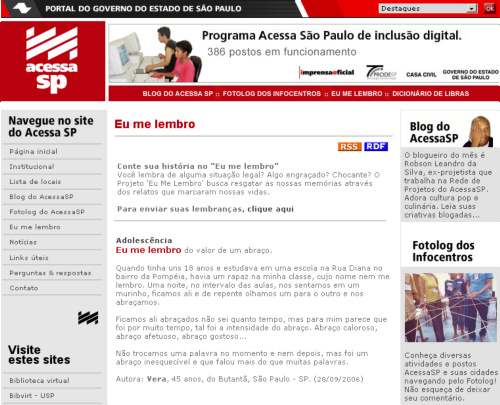 PORTAL DO GOVERNO DO ESTADO DE SÃO PAULO
Destaques
ok
acessa
sp
Programa Acessa São Paulo de inclusão digital.
386 postos em funcionamento
imprensaoficial
PRODESP
CASA CIVIL
GOVERNO DO ESTADO
DE SÃO PAULO
BLOG DO ACESSA SP :: FOTOLOG DOS INFOCENTROS :: EU ME LEMBRO :: DICIONÁRIO DE LIBRAS
Navegue no site
do Acessa SP
Página inicial
Institucional
Lista de locais
Blog do AcessaSP
Fotolog do AcessaSP
Eu me lembro
Notícias
Links úteis
Perguntas & respostas
Contato
Visite
estes sites
Biblioteca virtual
Bibvirt - USP
Eu me lembro
RSS RDF
Conte sua história no "Eu me lembro"
Você lembra de alguma situação legal? Algo engraçado? Chocante? O
Projeto 'Eu Me Lembro' busca resgatar as nossas memórias através
dos relatos que marcaram nossas vidas.
Para enviar suas lembranças, clique aqui
Adolescência
Eu me lembro do valor de um abraço.
Quando tinha uns 18 anos e estudava em uma escola na Rua Diana no
bairro da Pompéia, havia um rapaz na minha classe, cujo nome nem me
lembro. Uma noite, no intervalo das aulas, nos sentamos em um
murinho, ficamos ali e de repente olhamos um para o outro e nos
abraçamos.
Ficamos ali abraçados não sei quanto tempo, mas para mim parece que
foi por muito tempo, tal foi a intensidade do abraço. Abraço caloroso,
abraço afetuoso, abraço gostoso...
Não trocamos uma palavra no momento e nem depois, mas foi um
abraço inesquecível e que falou mais do que muitas palavras.
Autora: Vera, 45 anos, do Butantã, São Paulo - SP. (28/09/2006)
Blog do
AcessaSP
O blogueiro do mês é
Robson Leandro da
Silva, ex-projetista que
trabalha na Rede de
Projetos do AcessaSP.
Adora cultura pop e
culinária. Leia suas
criativas blogadas...
Fotolog dos
Infocentros
Conheça diversas
atividades e postos
AcessaSP e suas cidades
navegando pelo Fotolog!
Não esqueça de deixar
seu comentário.